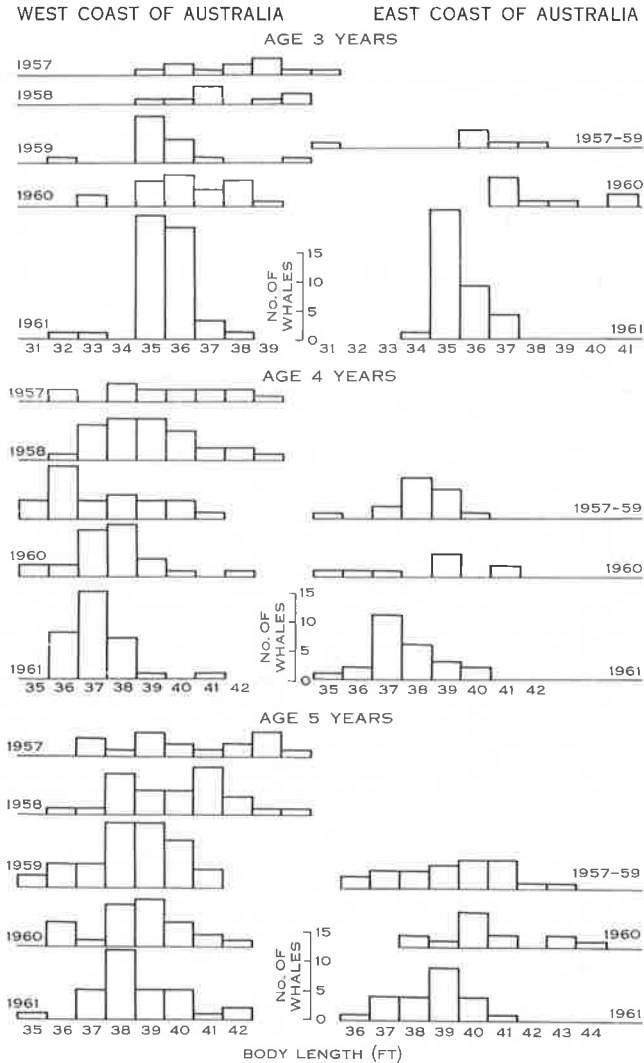 WEST COAST OF AUSTRALIA EAST COAST OF AUSTRALIA
AGE 3 YEARS
1957
1958
1959 1957-59
1960 1960
1961 1961
15
10
5
0
NO. OF WHALES
31 32 33 34 35 36 37 38 39 31 32 33 34 35 36 37 38 39 40 41
AGE 4 YEARS
1957
1958
1957-59
1960 1960
1961 1961
15
10
5
0
NO. OF WHALES
35 36 37 38 39 40 41 42 35 36 37 38 39 40 41 42
AGE 5 YEARS
1957
1958
1959 1957-59
1960 1960
1961 1961
15
10
5
0
NO. OF WHALES
35 36 37 38 39 40 41 42 36 37 38 39 40 41 42 43 44
BODY LENGTH (FT)